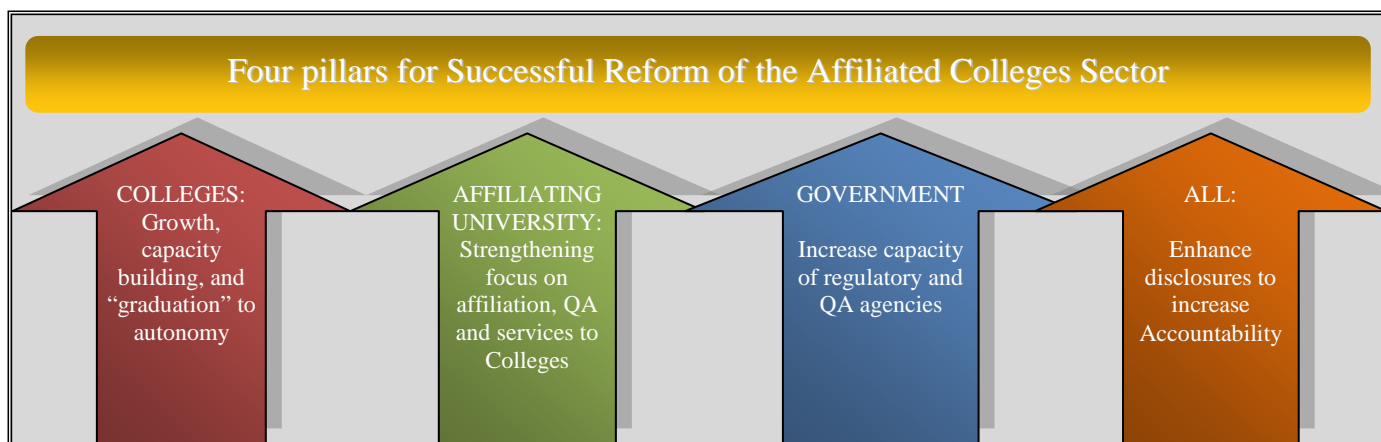 Four pillars for Successful Reform of the Affiliated Colleges Sector
COLLEGES:
Growth,
capacity
building, and
“graduation” to
autonomy
AFFILIATING
UNIVERSITY:
Strengthening
focus on
affiliation, QA
and services to
Colleges
GOVERNMENT
Increase capacity
of regulatory and
QA agencies
ALL:
Enhance
disclosures to
increase
Accountability